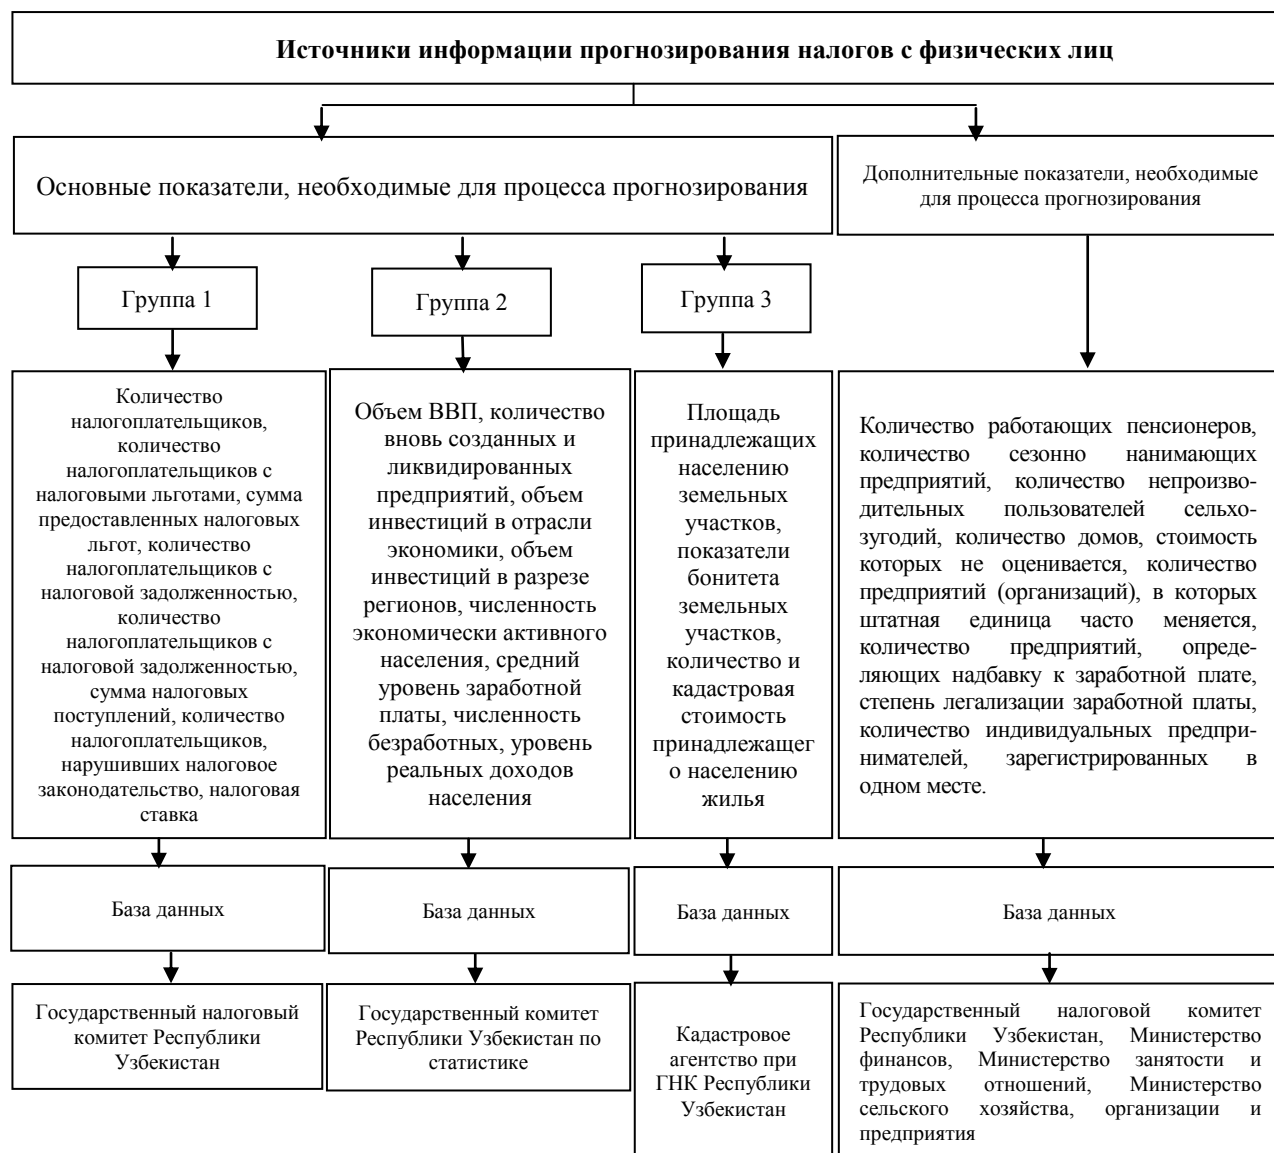 Источники информации прогнозирования налогов с физических лиц
Основные показатели, необходимые для процесса прогнозирования
Дополнительные показатели, необходимые
для процесса прогнозирования
Группа 1
Группа 2
Группа 3
Количество
налогоплательщиков,
количество
налогоплательщиков с
налоговыми льготами, сумма
предоставленных налоговых
льгот, количество
налогоплательщиков с
налоговой задолженностью,
количество
налогоплательщиков с
налоговой задолженностью,
сумма налоговых
поступлений, количество
налогоплательщиков,
нарушивших налоговое
законодательство, налоговая
ставка
Объем ВВП, количество
вновь созданных и
ликвидированных
предприятий, объем
инвестиций в отрасли
экономики, объем
инвестиций в разрезе
регионов, численность
экономически активного
населения, средний
уровень заработной
платы, численность
безработных, уровень
реальных доходов
населения
Площадь
принадлежащих
населению
земельных
участков,
показатели
бонитета
земельных
участков,
количество и
кадастровая
стоимость
принадлежащег
о населению
жилья
Количество работающих пенсионеров,
количество сезонно нанимающих
предприятий, количество непроизво-
дительных пользователей сельхо-
зугодий, количество домов, стоимость
которых не оценивается, количество
предприятий (организаций), в которых
штатная единица часто меняется,
количество предприятий, опреде-
ляющих надбавку к заработной плате,
степень легализации заработной платы,
количество индивидуальных предпри-
нимателей, зарегистрированных в
одном месте.
База данных
База данных
База данных
База данных
Государственный налоговый
комитет Республики
Узбекистан
Государственный комитет
Республики Узбекистан по
статистике
Кадастровое
агентство при
ГНК Республики
Узбекистан
Государственный налоговой комитет
Республики Узбекистан, Министерство
финансов, Министерство занятости и
трудовых отношений, Министерство
сельского хозяйства, организации и
предприятия